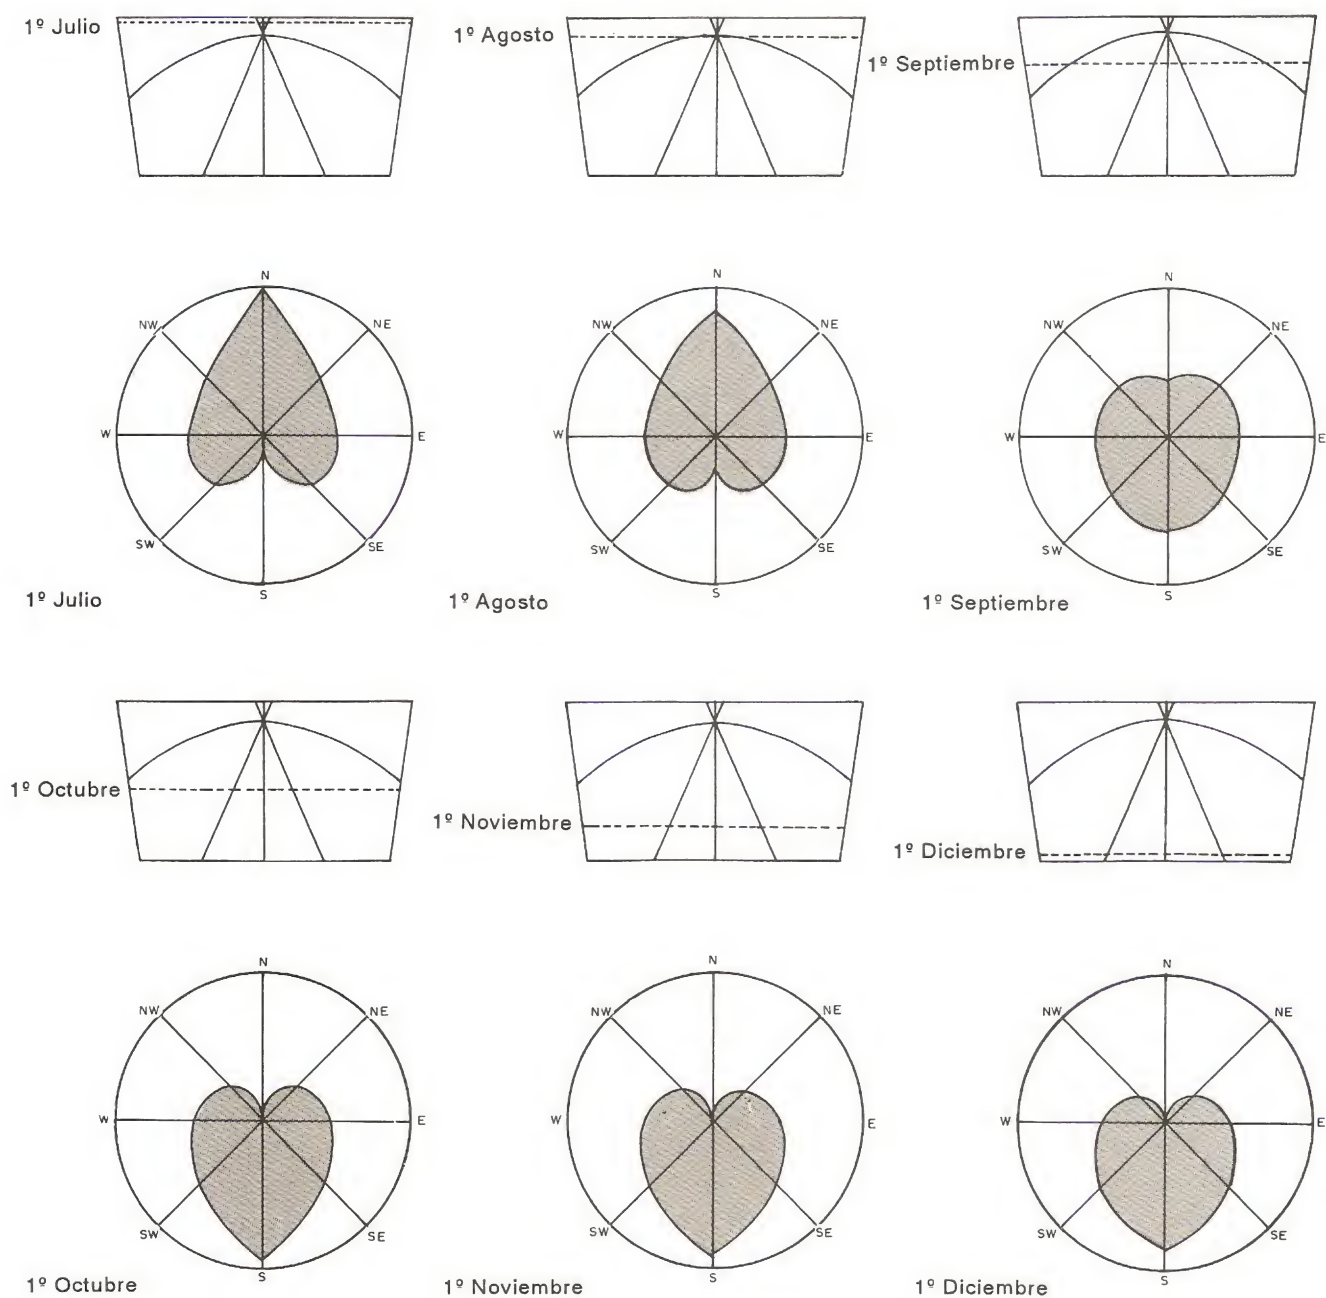 1º Julio
1º Agosto
1º Septiembre
N
NW
NE
W
E
SW
SE
S
1º Julio
N
NW
NE
W
E
SW
SE
S
1º Agosto
N
NW
NE
W
E
SW
SE
S
1º Septiembre
1º Octubre
1º Noviembre
1º Diciembre
N
NW
NE
W
E
SW
SE
S
1º Octubre
N
NW
NE
W
E
SW
SE
S
1º Noviembre
N
NW
NE
W
E
SW
SE
S
1º Diciembre